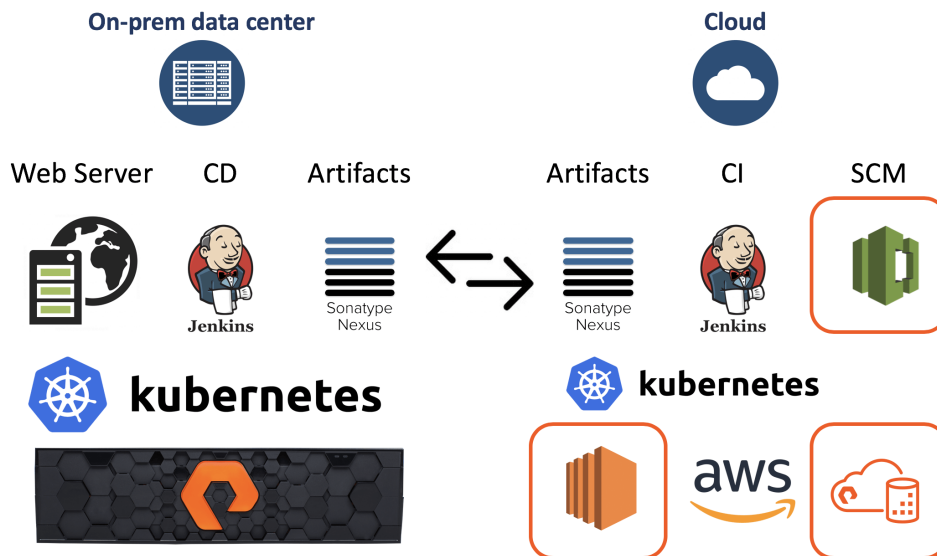 On-prem data center
Cloud
Web Server
CD
Artifacts
Artifacts
CI
SCM
Jenkins
Sonatype
Nexus
Sonatype
Nexus
Jenkins
kubernetes
kubernetes
aws